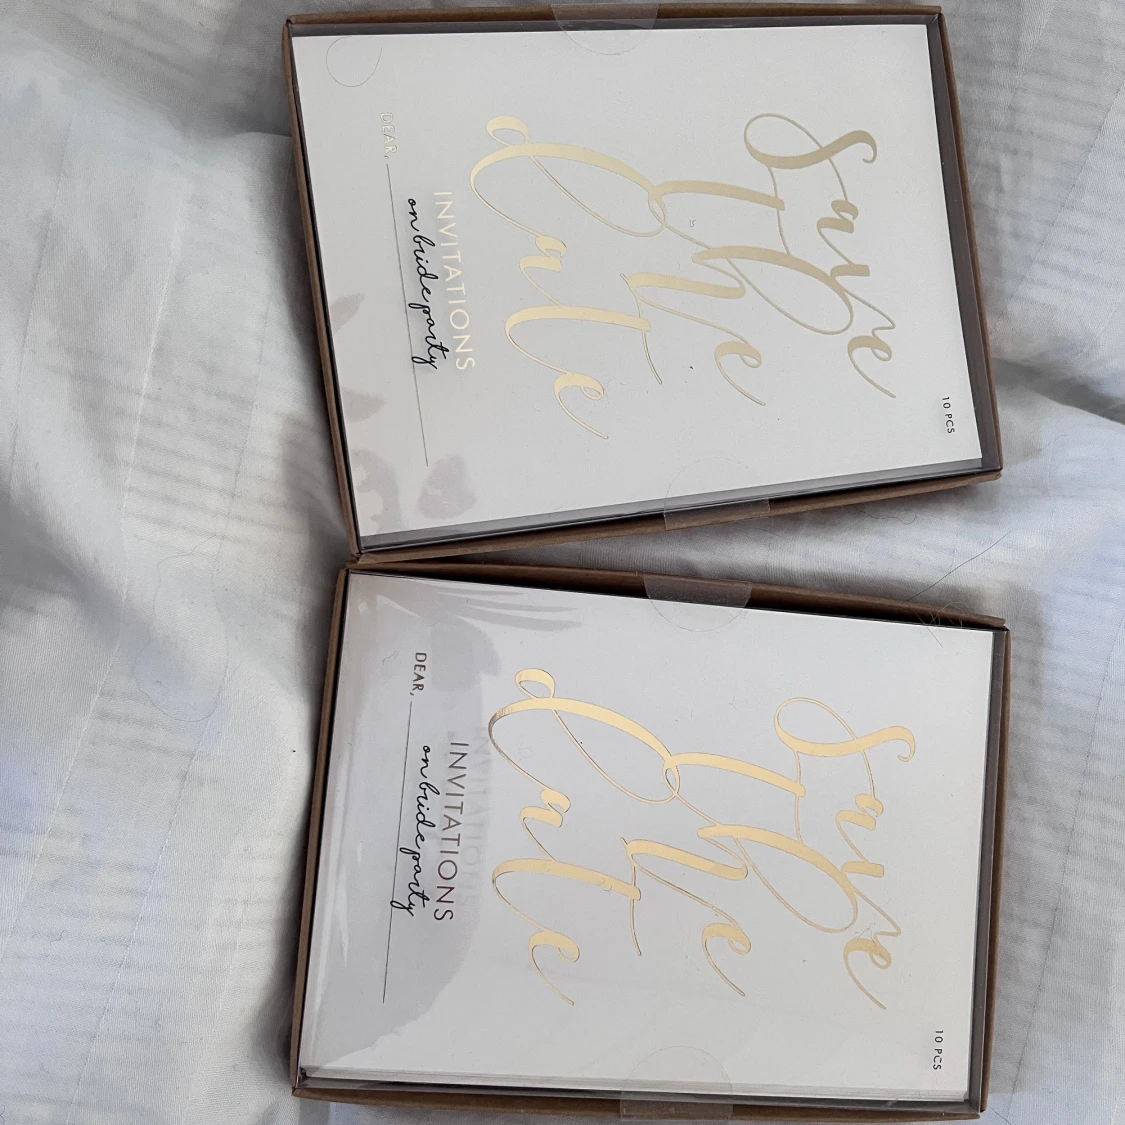 10 PCS
Save
the
date
INVITATIONS
on bride party
DEAR,
10 PCS
Save
the
date
INVITATIONS
on bride party
DEAR,